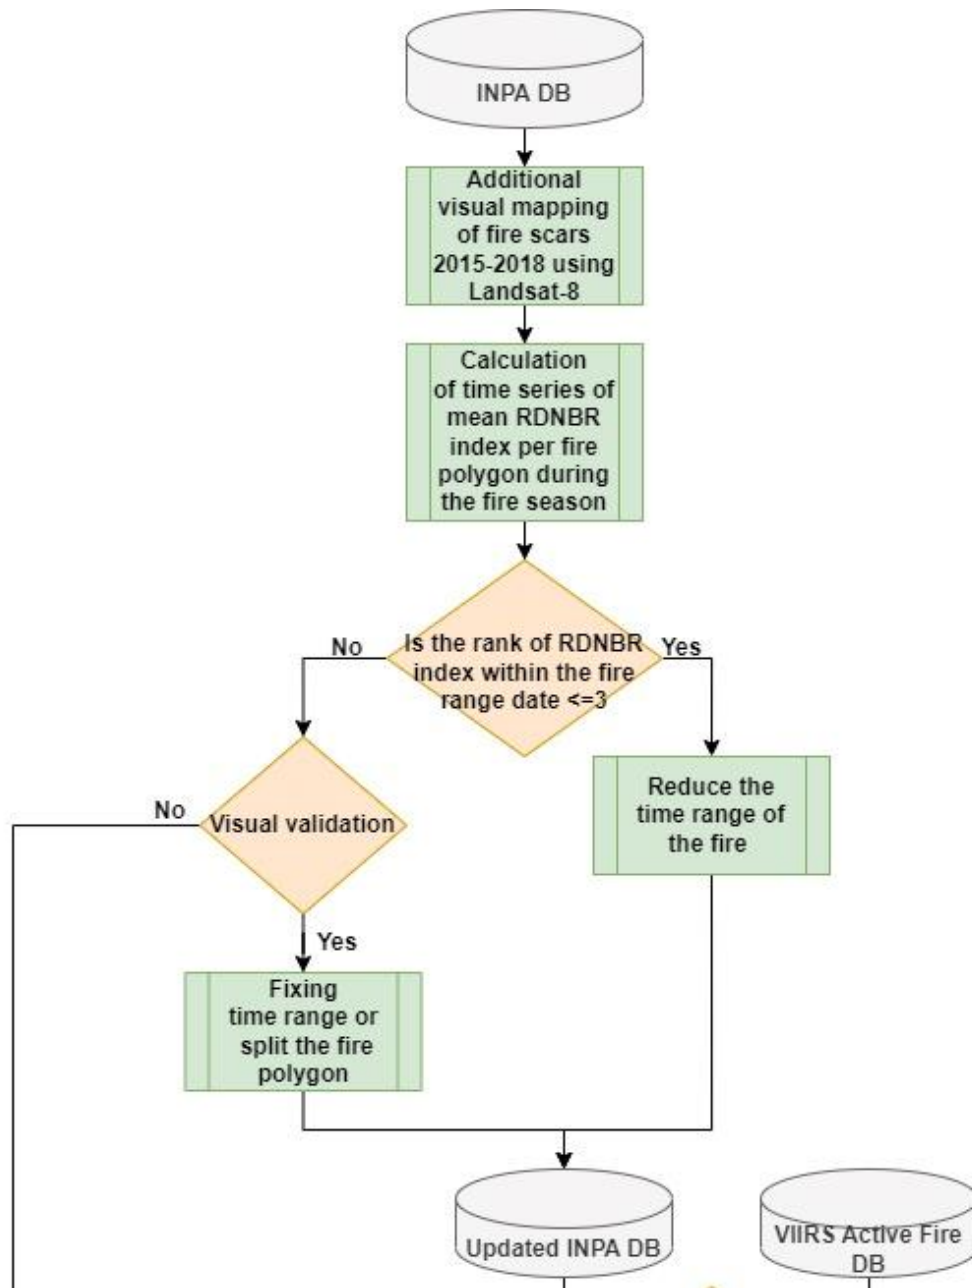 INPA DB
Additional
visual mapping
of fire scars
2015-2018 using
Landsat-8
Calculation
of time series of
mean RDNBR
index per fire
polygon during
the fire season
No
Is the rank of RDNBR
index within the fire
range date <=3
Yes
No
Visual validation
Reduce the
time range of
the fire
Yes
Fixing
time range or
split the fire
polygon
Updated INPA DB
VIIRS Active Fire
DB